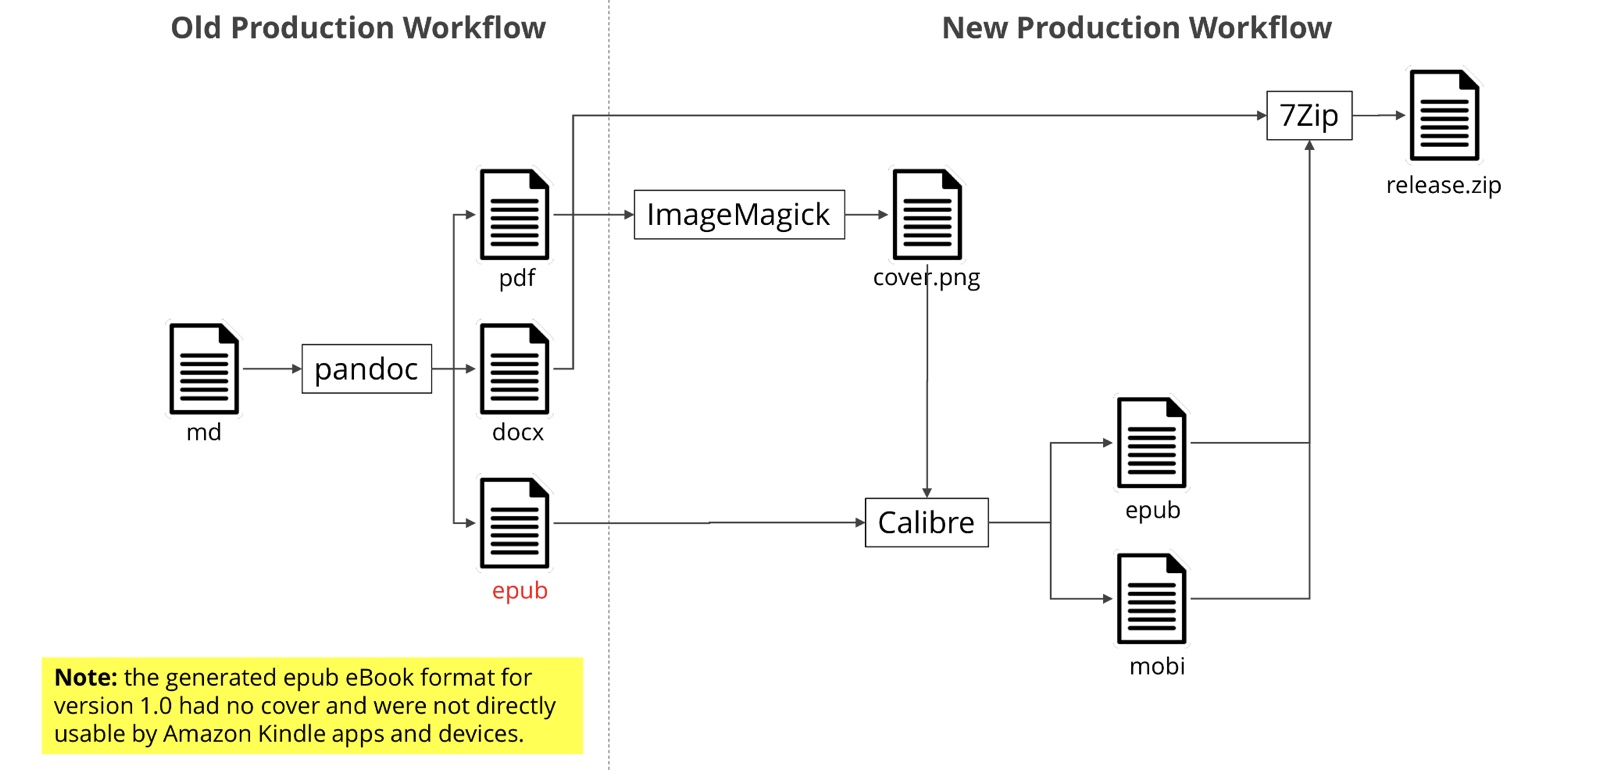 Old Production Workflow
New Production Workflow
7Zip
release.zip
pdf
ImageMagick
cover.png
md
pandoc
docx
epub
Calibre
epub
mobi
Note: the generated epub eBook format for
version 1.0 had no cover and were not directly
usable by Amazon Kindle apps and devices.